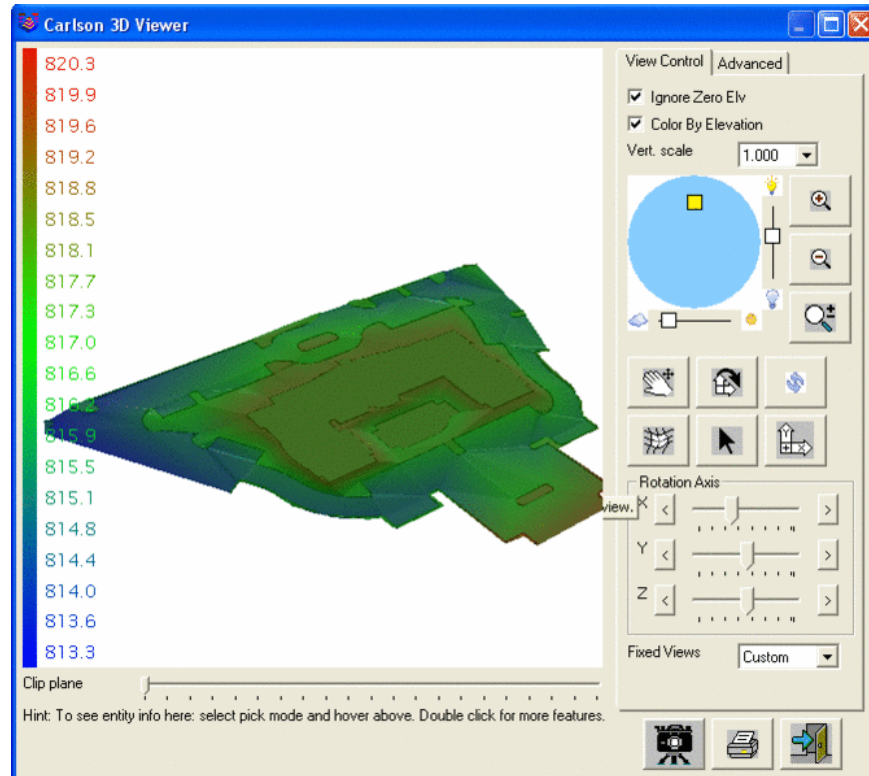 Carlson 3D Viewer
820.3
819.9
819.6
819.2
818.8
818.5
818.1
817.7
817.3
817.0
816.6
816.2
815.9
815.5
815.1
814.8
814.4
814.0
813.6
813.3
View Control
Advanced
Ignore Zero Elv
Color By Elevation
Vert. scale
1.000
view.
Rotation Axis
X < >
Y < >
Z < >
Fixed Views
Custom
Clip plane
Hint: To see entity info here: select pick mode and hover above. Double click for more features.